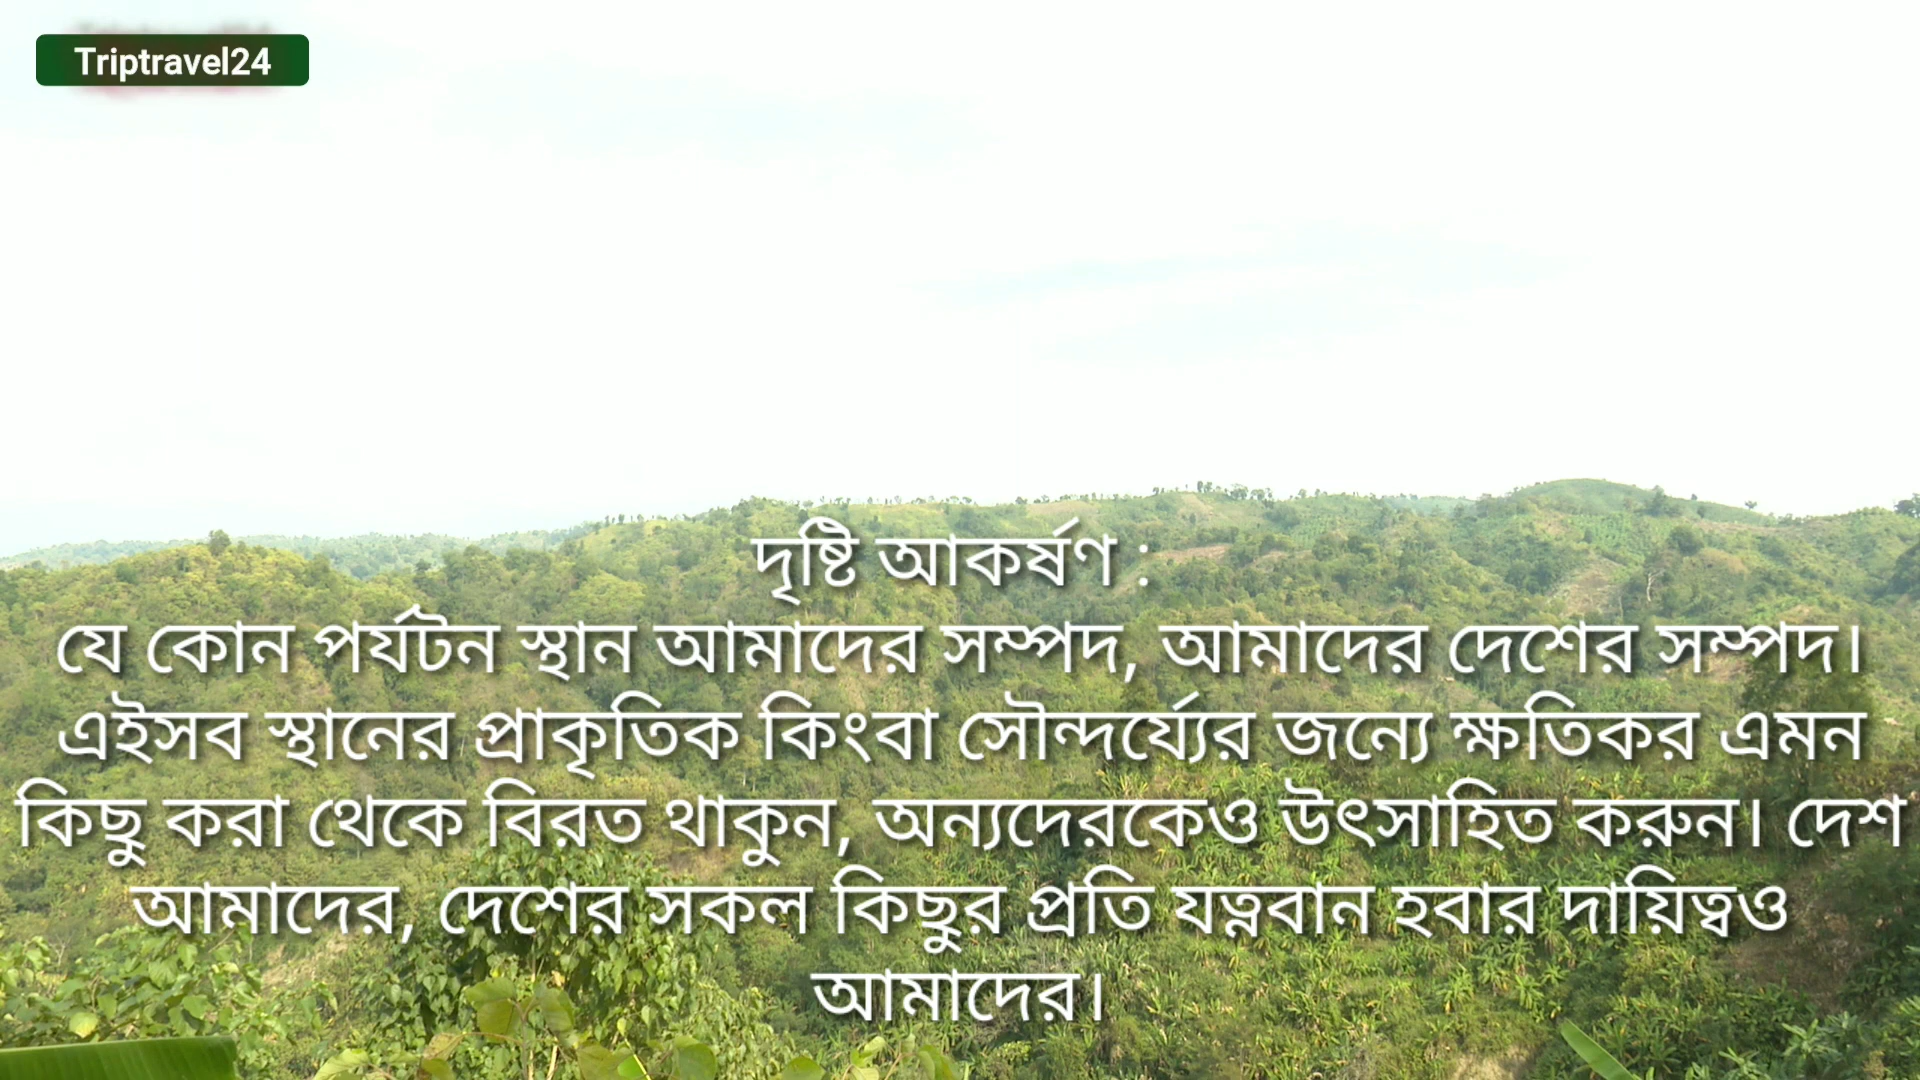 Triptravel24
দৃষ্টি আকর্ষণ :
যে কোন পর্যটন স্থান আমাদের সম্পদ, আমাদের দেশের সম্পদ।
এইসব স্থানের প্রাকৃতিক কিংবা সৌন্দর্য্যের জন্যে ক্ষতিকর এমন
কিছু করা থেকে বিরত থাকুন, অন্যদেরকেও উৎসাহিত করুন। দেশ
আমাদের, দেশের সকল কিছুর প্রতি যত্নবান হবার দায়িত্বও
আমাদের।